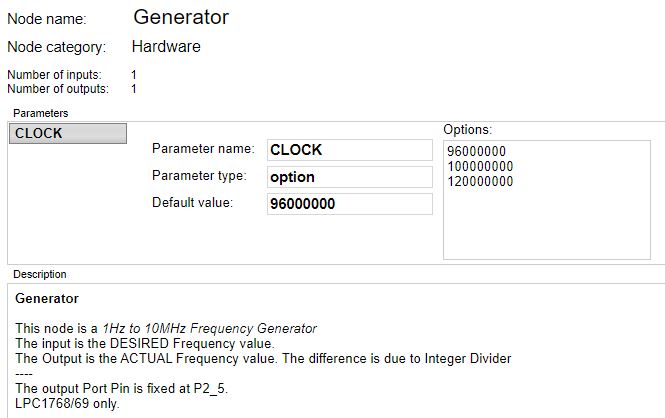 Node name: Generator
Node category: Hardware
Number of inputs: 1
Number of outputs: 1
Parameters
CLOCK
Parameter name: CLOCK
Parameter type: option
Default value: 96000000
Options:
96000000
100000000
120000000
Description
Generator
This node is a 1Hz to 10MHz Frequency Generator
The input is the DESIRED Frequency value.
The Output is the ACTUAL Frequency value. The difference is due to Integer Divider
----
The output Port Pin is fixed at P2_5.
LPC1768/69 only.